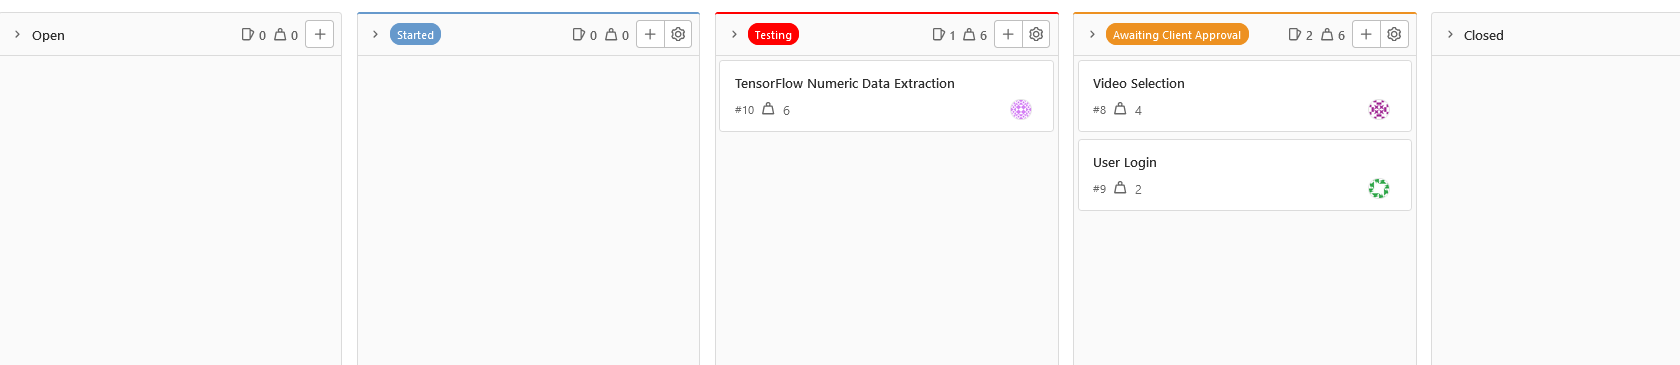 Open 0 0
Started 0 0
Testing 1 6
Awaiting Client Approval 2 6
Closed
TensorFlow Numeric Data Extraction
#10 6
Video Selection
#8 4
User Login
#9 2